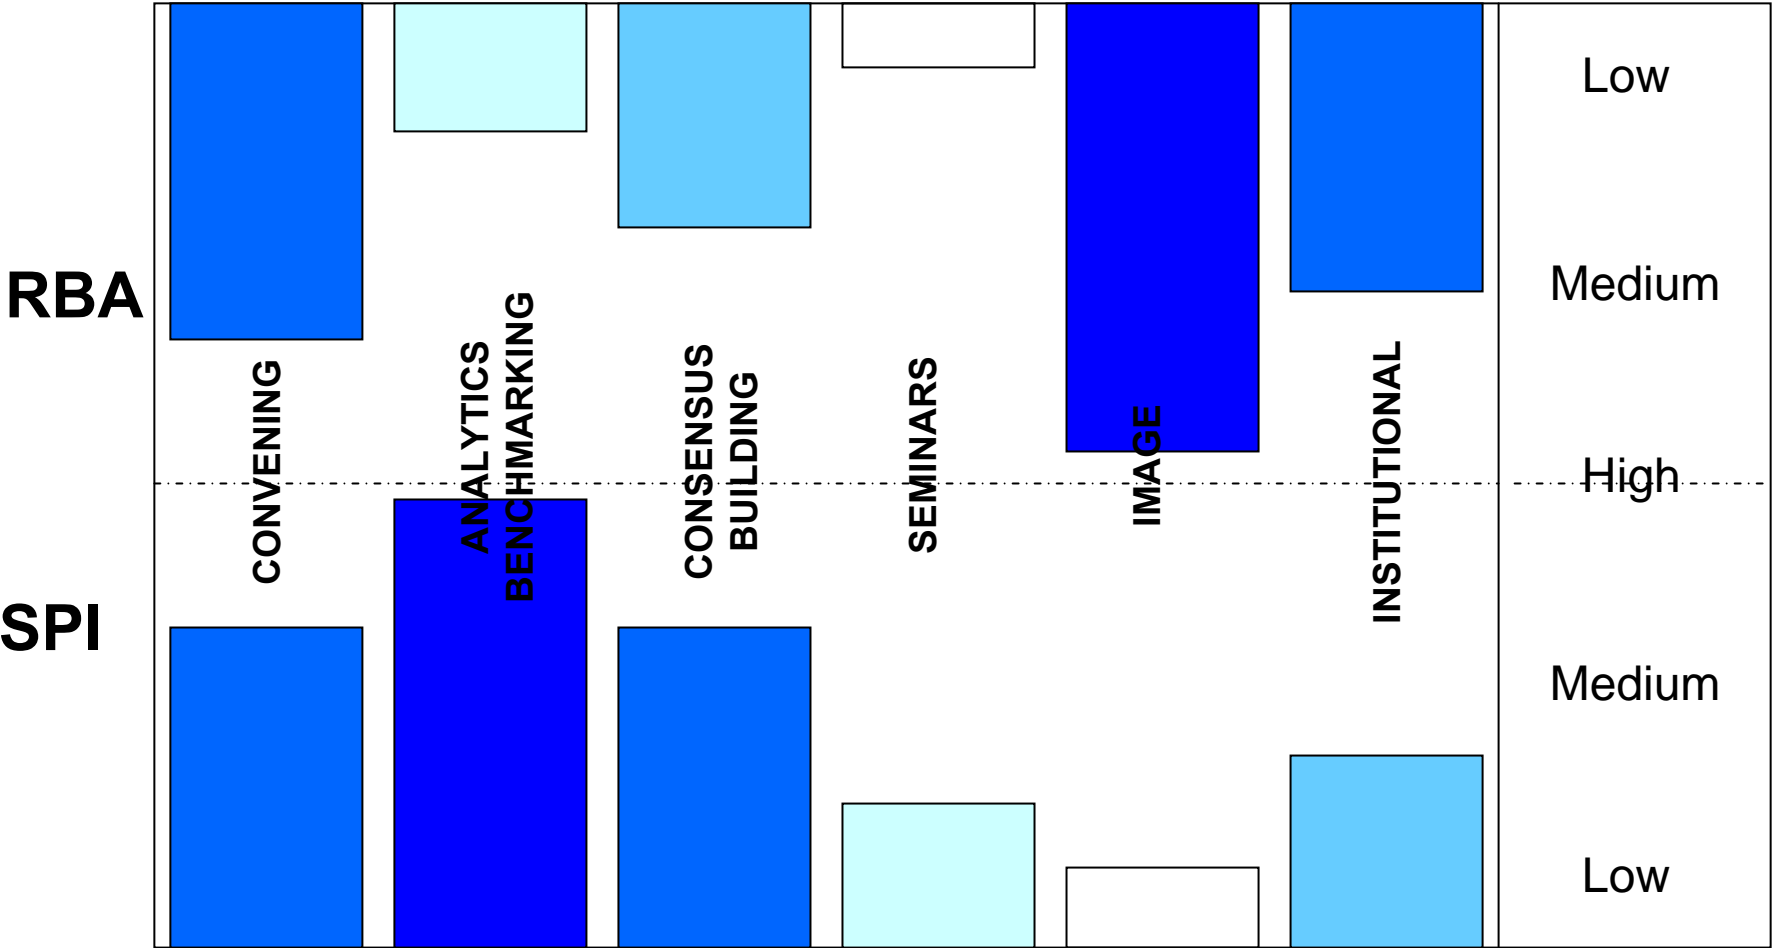 Low
RBA
Medium
CONVENING
ANALYTICS
BENCHMARKING
CONSENSUS
BUILDING
SEMINARS
IMAGE
INSTITUTIONAL
High
SPI
Medium
Low